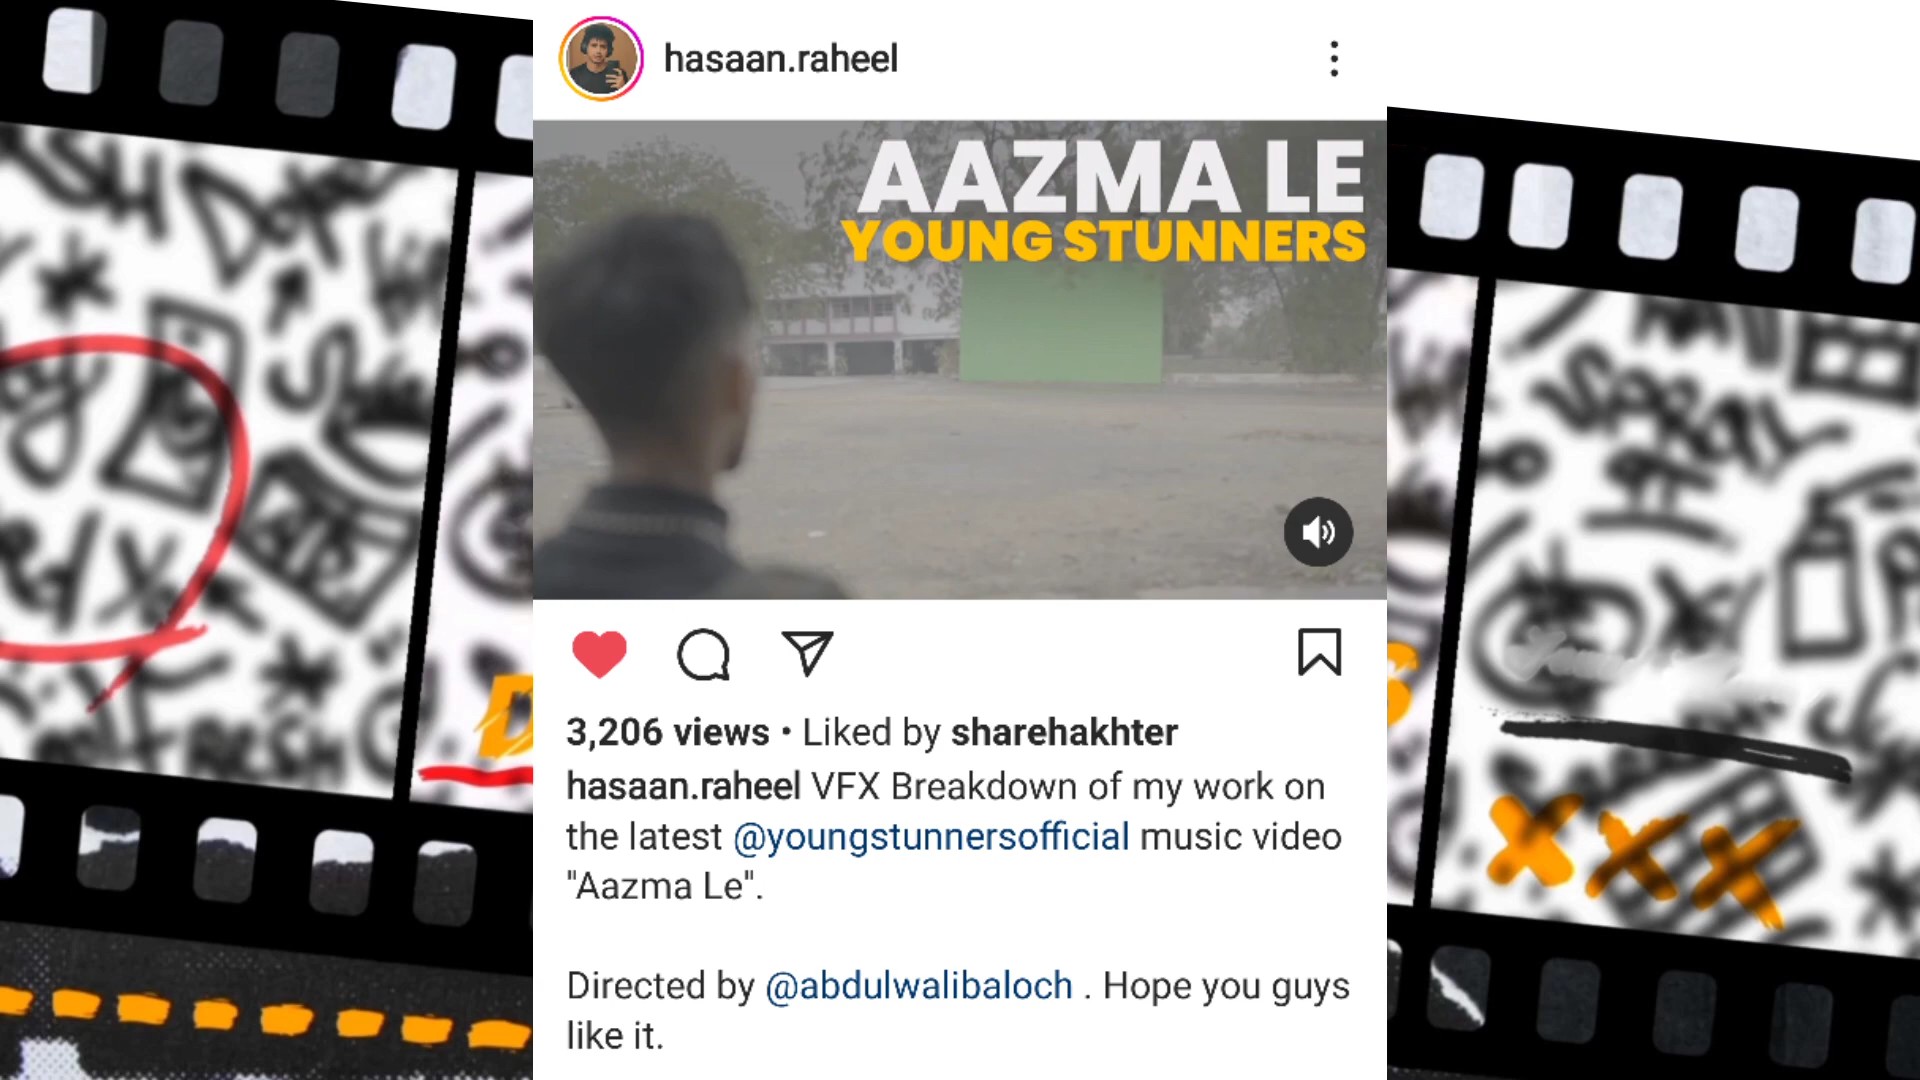 hasaan.raheel
AAZMA LE
YOUNG STUNNERS
3,206 views • Liked by sharehakhter
hasaan.raheel VFX Breakdown of my work on
the latest @youngstunnersofficial music video
"Aazma Le".
Directed by @abdulwalibaloch . Hope you guys
like it.
XXX